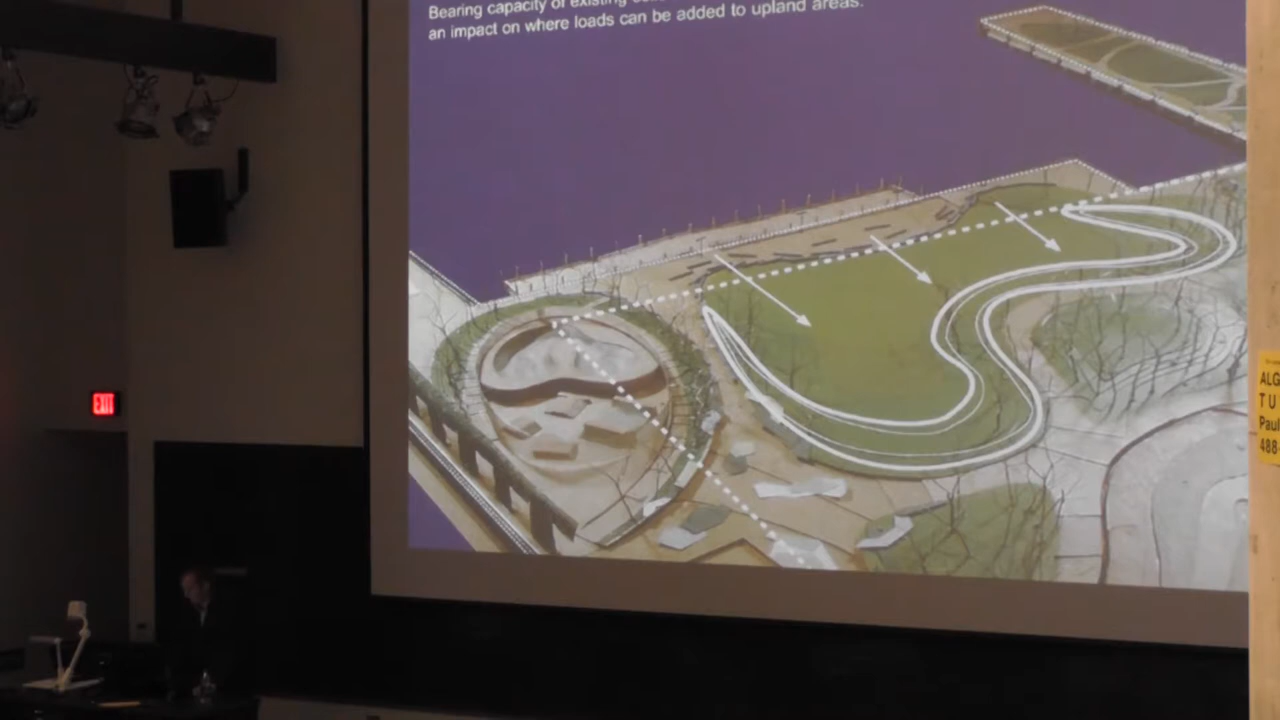 Bearing capacity of existing
an impact on where loads can be added to upland areas.
EXIT
ALG
T U
Paul
488-